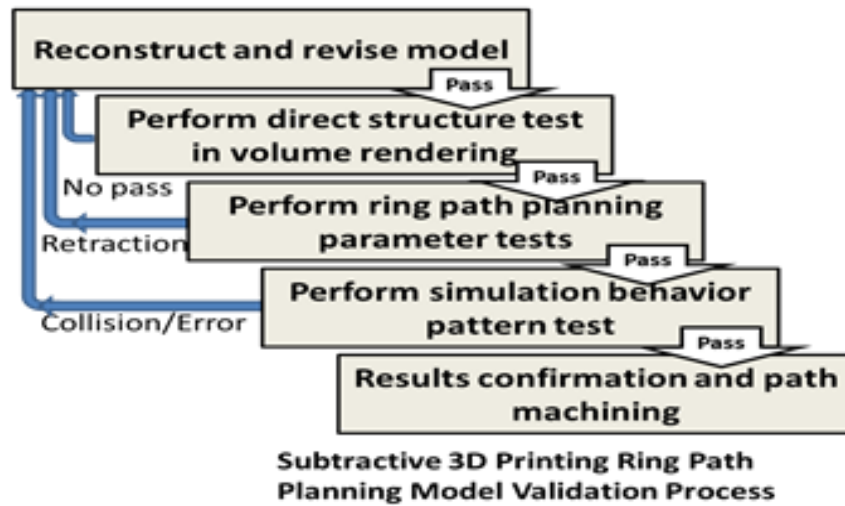 Reconstruct and revise model
Pass
Perform direct structure test
in volume rendering
Pass
No pass
Perform ring path planning
parameter tests
Retraction
Pass
Perform simulation behavior
pattern test
Collision/Error
Pass
Results confirmation and path
machining
Subtractive 3D Printing Ring Path
Planning Model Validation Process